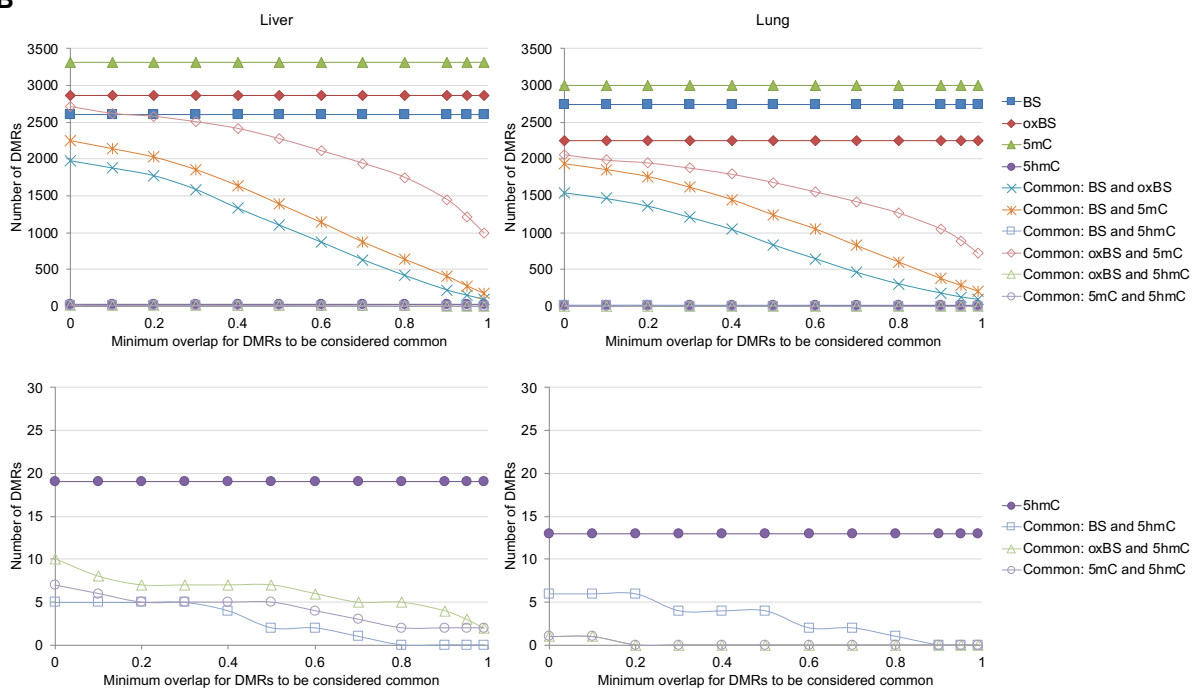 B
Liver
Lung
Number of DMRs
3500
3000
2500
2000
1500
1000
500
0
0 0.2 0.4 0.6 0.8 1
Minimum overlap for DMRs to be considered common
Number of DMRs
3500
3000
2500
2000
1500
1000
500
0
0 0.2 0.4 0.6 0.8 1
Minimum overlap for DMRs to be considered common
BS
oxBS
5mC
5hmC
Common: BS and oxBS
Common: BS and 5mC
Common: BS and 5hmC
Common: oxBS and 5mC
Common: oxBS and 5hmC
Common: 5mC and 5hmC
Number of DMRs
30
25
20
15
10
5
0
0 0.2 0.4 0.6 0.8 1
Minimum overlap for DMRs to be considered common
Number of DMRs
30
25
20
15
10
5
0
0 0.2 0.4 0.6 0.8 1
Minimum overlap for DMRs to be considered common
5hmC
Common: BS and 5hmC
Common: oxBS and 5hmC
Common: 5mC and 5hmC